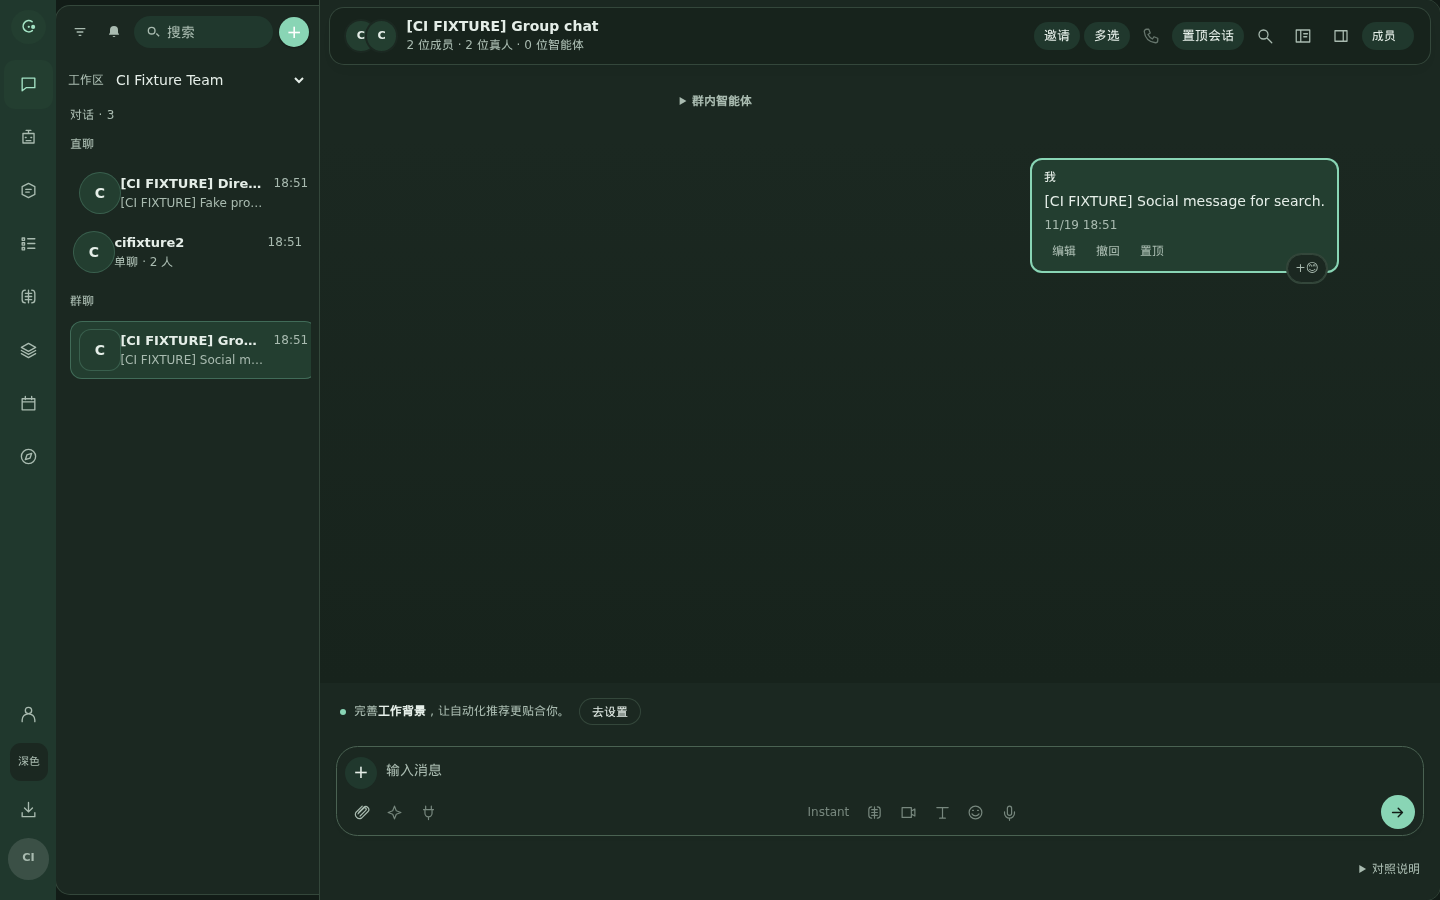 搜索
工作区 CI Fixture Team
对话 · 3
直聊
C
[CI FIXTURE] Dire… 18:51
[CI FIXTURE] Fake pro…
C
cifixture2 18:51
单聊 · 2 人
群聊
C
[CI FIXTURE] Gro… 18:51
[CI FIXTURE] Social m…
深色
CI
C C
[CI FIXTURE] Group chat
2 位成员 · 2 位真人 · 0 位智能体
邀请 多选 置顶会话 成员
群内智能体
我
[CI FIXTURE] Social message for search.
11/19 18:51
编辑 撤回 置顶
+😊
完善工作背景，让自动化推荐更贴合你。 去设置
输入消息
Instant
对照说明